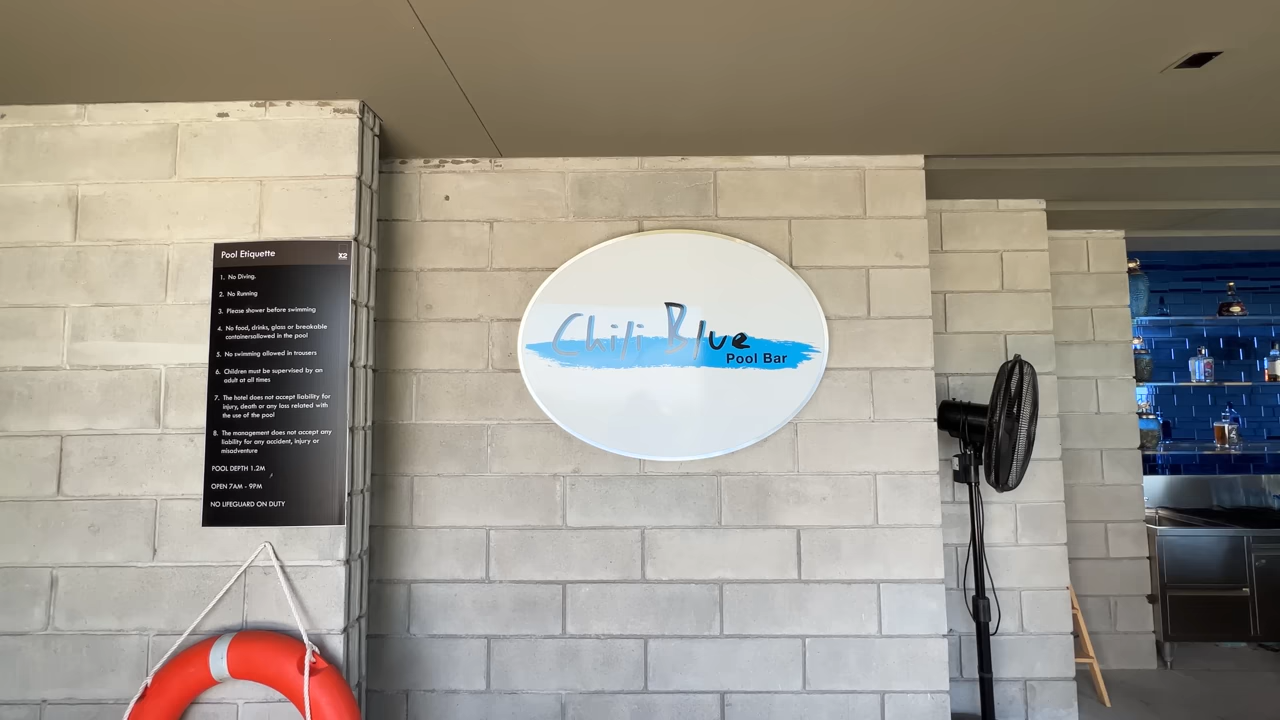 Pool Etiquette X2
1. No Diving.
2. No Running
3. Please shower before swimming
4. No food, drinks, glass or breakable
containersallowed in the pool
5. No swimming allowed in trousers
6. Children must be supervised by an
adult at all times
7. The hotel does not accept liability for
injury, death or any loss related with
the use of the pool
8. The management does not accept any
liability for any accident, injury or
misadventure
POOL DEPTH 1.2M
OPEN 7AM - 9PM
NO LIFEGUARD ON DUTY
Chili Blue
Pool Bar